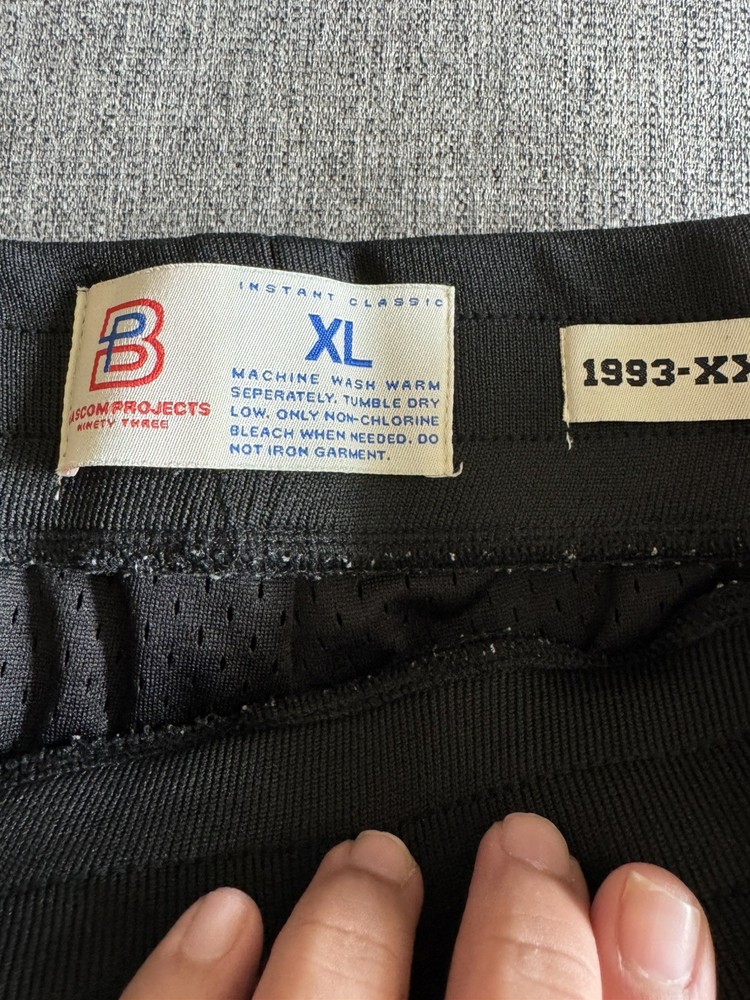 INSTANT CLASSIC
XL
MACHINE WASH WARM
SEPERATELY. TUMBLE DRY
LOW. ONLY NON-CHLORINE
BLEACH WHEN NEEDED. DO
NOT IRON GARMENT.
B
ASCOM PROJECTS
NINETY THREE
1993-XX